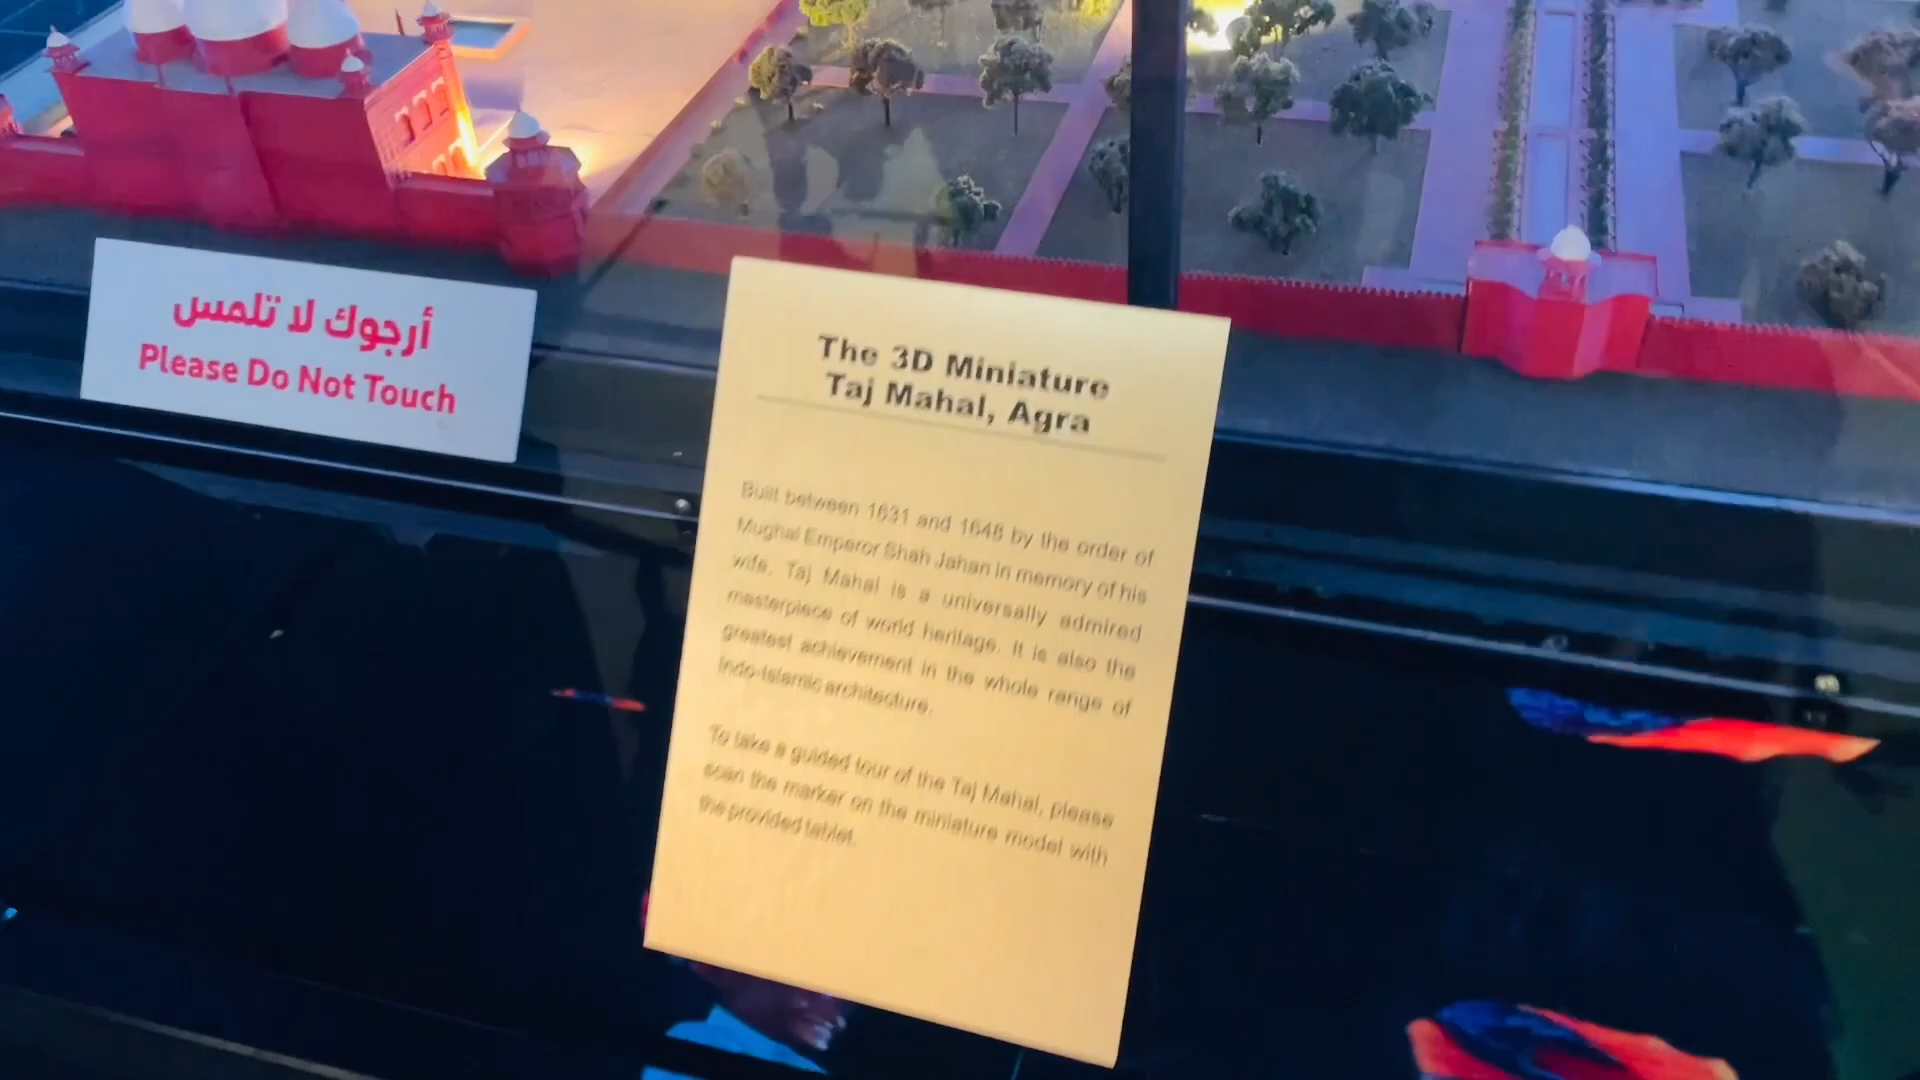 أرجوك لا تلمس
Please Do Not Touch
The 3D Miniature
Taj Mahal, Agra
Built between 1631 and 1648 by the order of
Mughal Emperor Shah Jahan in memory of his
wife. Taj Mahal is a universally admired
masterpiece of world heritage. It is also the
greatest achievement in the whole range of
Indo-Islamic architecture.
To take a guided tour of the Taj Mahal, please
scan the marker on the miniature model with
the provided tablet.